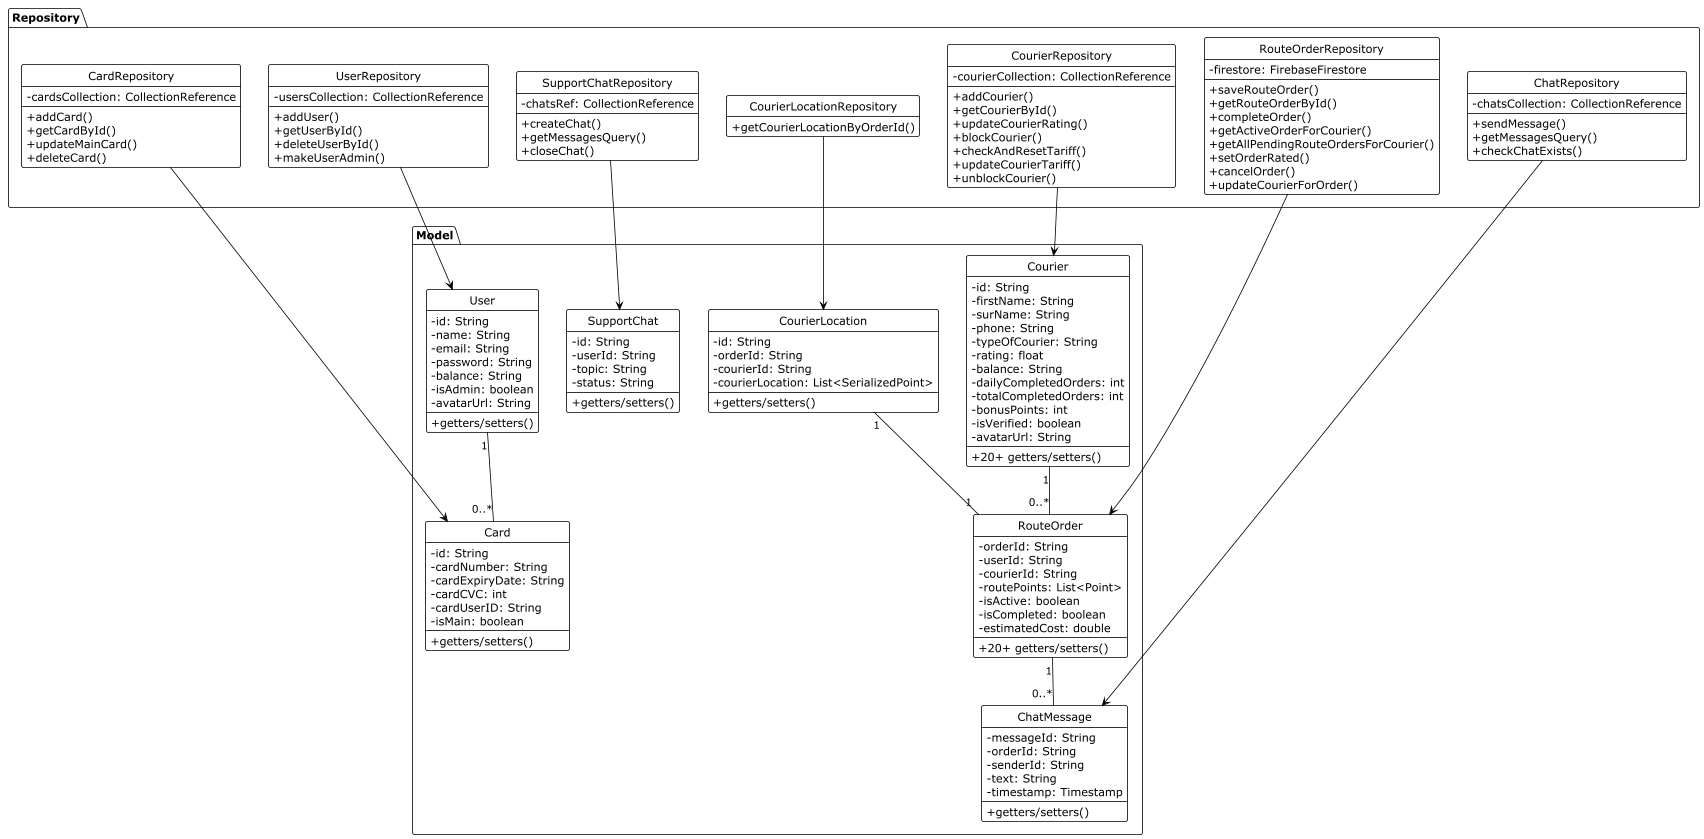 Repository
CardRepository
-cardsCollection: CollectionReference
+addCard()
+getCardById()
+updateMainCard()
+deleteCard()
UserRepository
-usersCollection: CollectionReference
+addUser()
+getUserById()
+deleteUserById()
+makeUserAdmin()
SupportChatRepository
-chatsRef: CollectionReference
+createChat()
+getMessagesQuery()
+closeChat()
CourierLocationRepository
+getCourierLocationByOrderId()
CourierRepository
-courierCollection: CollectionReference
+addCourier()
+getCourierById()
+updateCourierRating()
+blockCourier()
+checkAndResetTariff()
+updateCourierTariff()
+unblockCourier()
RouteOrderRepository
-firestore: FirebaseFirestore
+saveRouteOrder()
+getRouteOrderById()
+completeOrder()
+getActiveOrderForCourier()
+getAllPendingRouteOrdersForCourier()
+setOrderRated()
+cancelOrder()
+updateCourierForOrder()
ChatRepository
-chatsCollection: CollectionReference
+sendMessage()
+getMessagesQuery()
+checkChatExists()
Model
User
-id: String
-name: String
-email: String
-password: String
-balance: String
-isAdmin: boolean
-avatarUrl: String
+getters/setters()
SupportChat
-id: String
-userId: String
-topic: String
-status: String
+getters/setters()
CourierLocation
-id: String
-orderId: String
-courierId: String
-courierLocation: List<SerializedPoint>
+getters/setters()
Courier
-id: String
-firstName: String
-surName: String
-phone: String
-typeOfCourier: String
-rating: float
-balance: String
-dailyCompletedOrders: int
-totalCompletedOrders: int
-bonusPoints: int
-isVerified: boolean
-avatarUrl: String
+20+ getters/setters()
1
0..*
1
1
1
0..*
Card
-id: String
-cardNumber: String
-cardExpiryDate: String
-cardCVC: int
-cardUserID: String
-isMain: boolean
+getters/setters()
RouteOrder
-orderId: String
-userId: String
-courierId: String
-routePoints: List<Point>
-isActive: boolean
-isCompleted: boolean
-estimatedCost: double
+20+ getters/setters()
1
0..*
ChatMessage
-messageId: String
-orderId: String
-senderId: String
-text: String
-timestamp: Timestamp
+getters/setters()